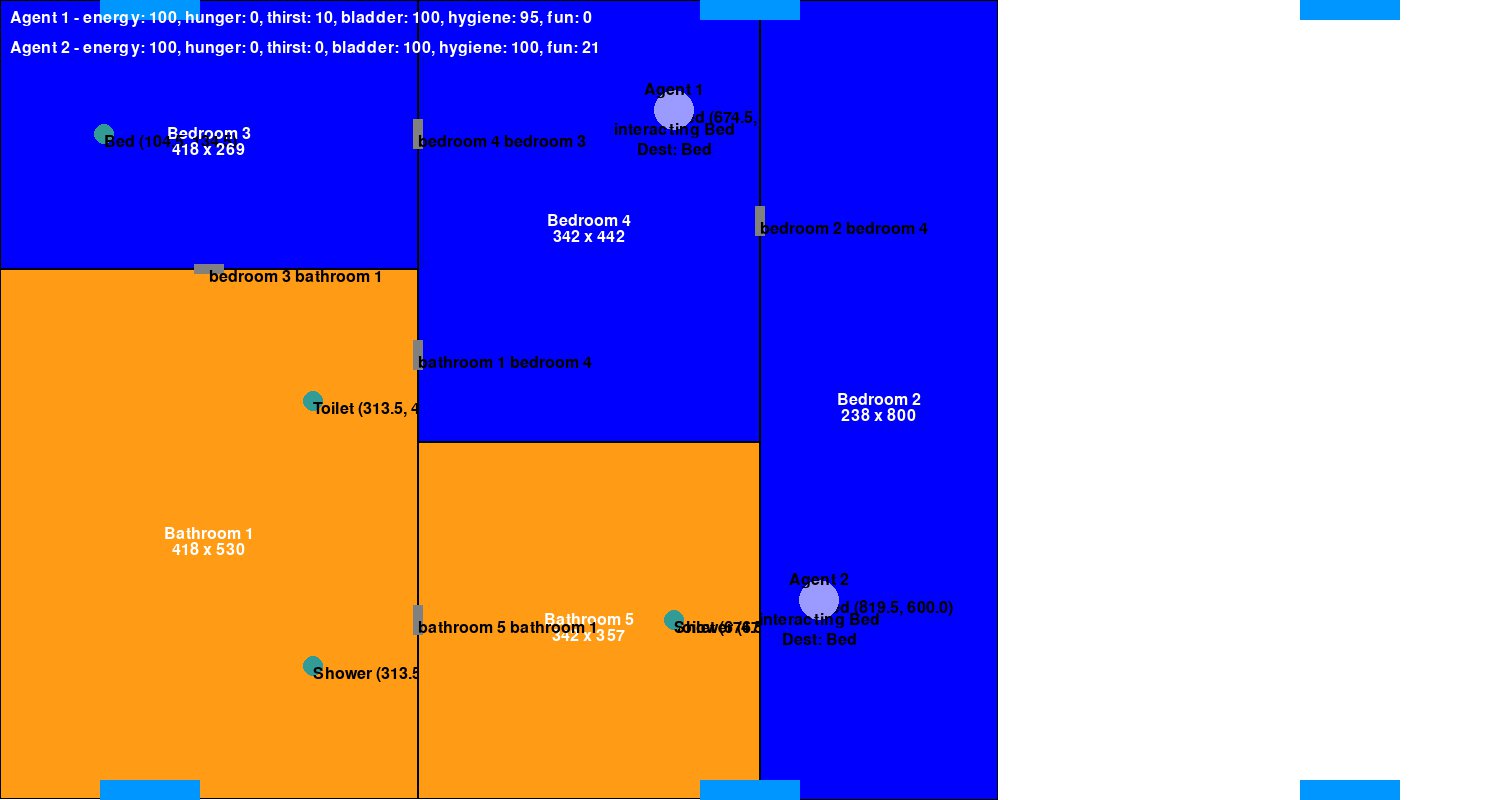 Agent 1 - energy: 100, hunger: 0, thirst: 10, bladder: 100, hygiene: 95, fun: 0
Agent 2 - energy: 100, hunger: 0, thirst: 0, bladder: 100, hygiene: 100, fun: 21
Agent 1
interacting Bed
Dest: Bed
Bedroom 3
418 x 269
Bed (104
bedroom 4 bedroom 3
Bedroom 4
342 x 442
bedroom 2 bedroom 4
bedroom 3 bathroom 1
bathroom 1 bedroom 4
Toilet (313.5, 4
Bedroom 2
238 x 800
Bathroom 1
418 x 530
Agent 2
(819.5, 600.0)
interacting Bed
Dest: Bed
Bathroom 5
342 x 357
bathroom 5 bathroom 1
Shower (313.5
(674.5,